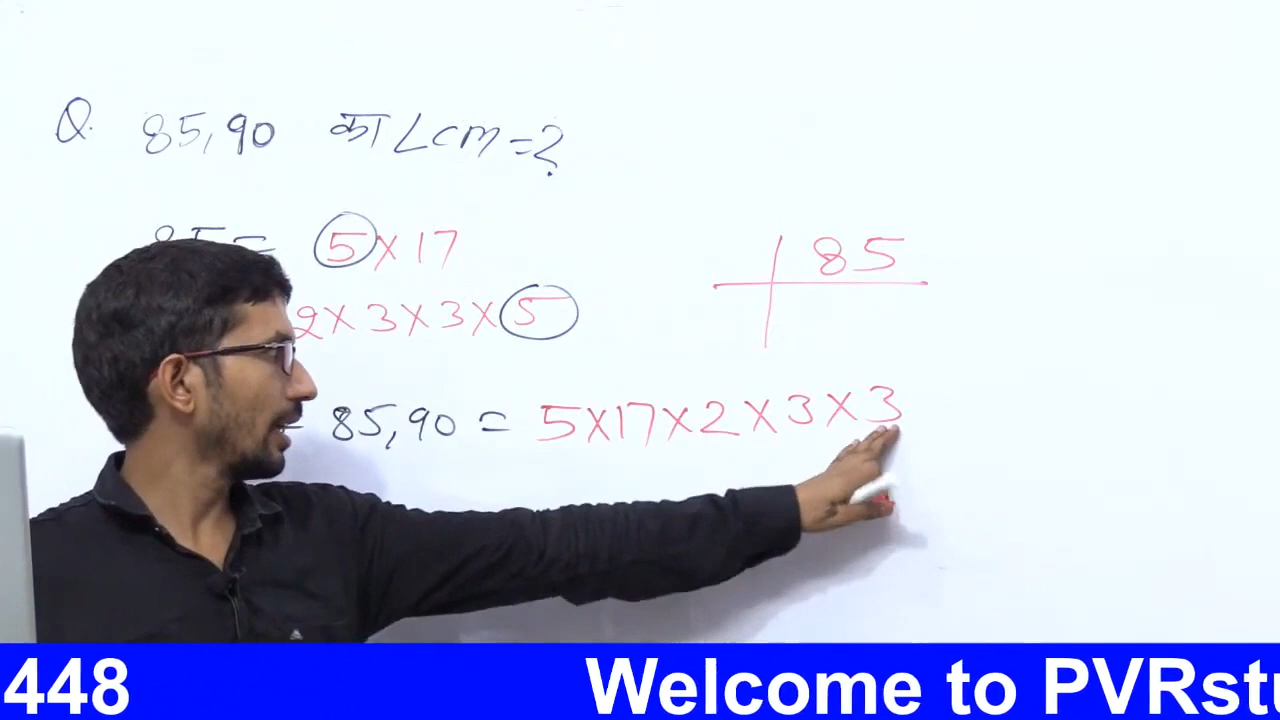 Q. 85,90 का LCM = ?
85 = 5 X 17
2 X 3 X 3 X 5
85
85,90 = 5 X 17 X 2 X 3 X 3
448 Welcome to PVRstu